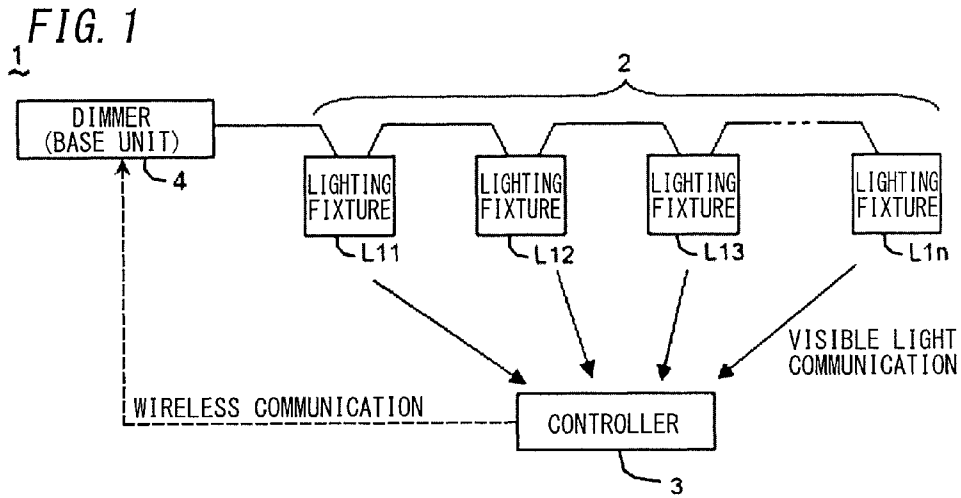 FIG. 1
1
2
DIMMER
(BASE UNIT)
4
LIGHTING
FIXTURE
L11
LIGHTING
FIXTURE
L12
LIGHTING
FIXTURE
L13
LIGHTING
FIXTURE
L1n
VISIBLE LIGHT
COMMUNICATION
WIRELESS COMMUNICATION
CONTROLLER
3